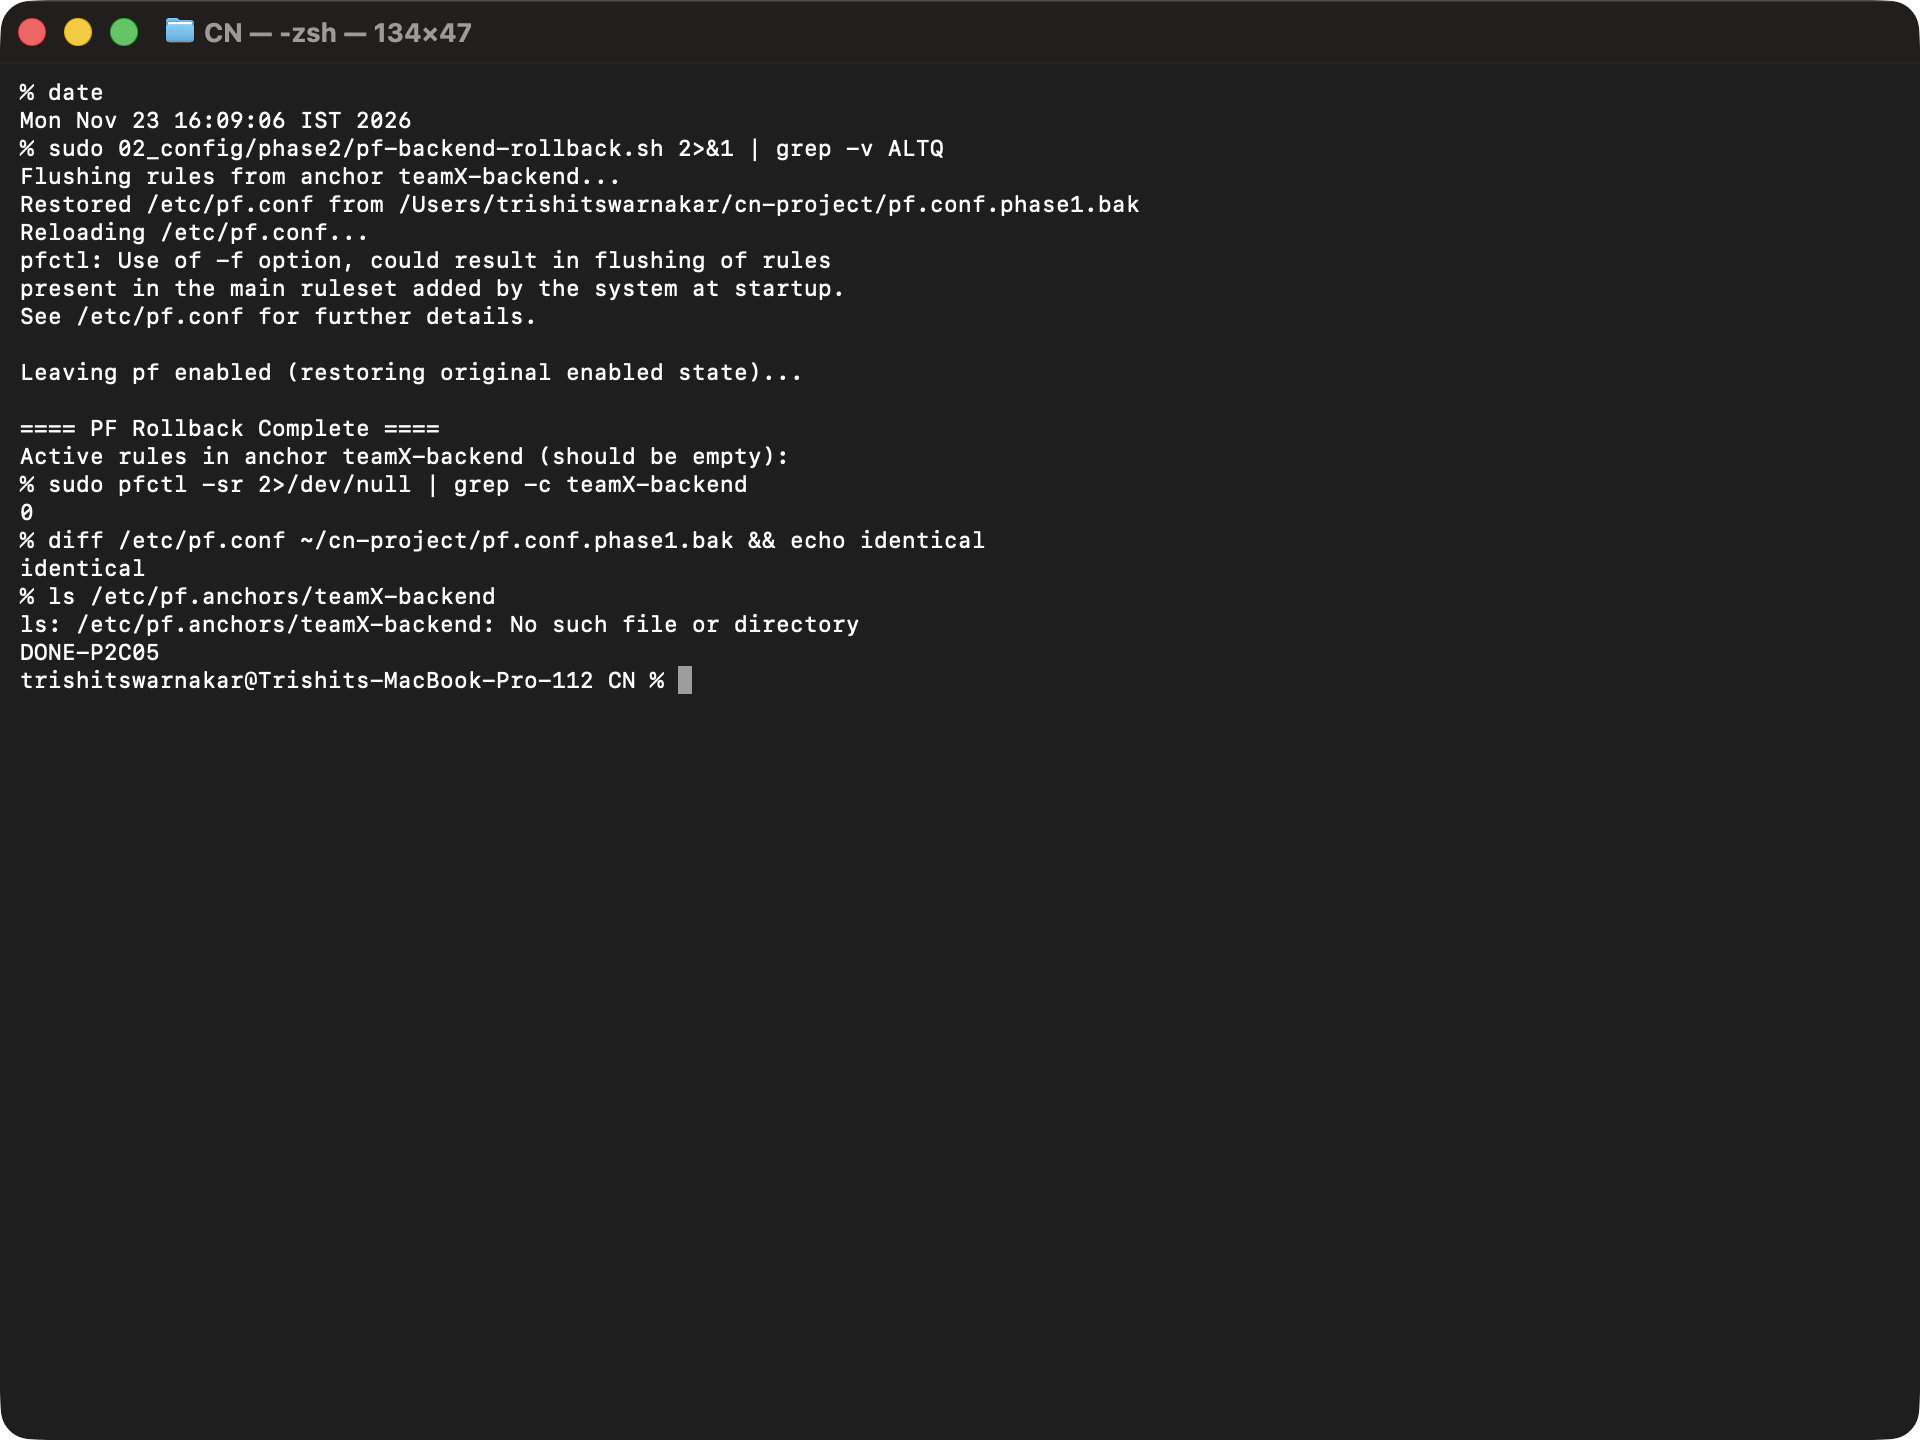 CN — -zsh — 134×47
% date
Mon Nov 23 16:09:06 IST 2026
% sudo 02_config/phase2/pf-backend-rollback.sh 2>&1 | grep -v ALTQ
Flushing rules from anchor teamX-backend...
Restored /etc/pf.conf from /Users/trishitswarnakar/cn-project/pf.conf.phase1.bak
Reloading /etc/pf.conf...
pfctl: Use of -f option, could result in flushing of rules
present in the main ruleset added by the system at startup.
See /etc/pf.conf for further details.
Leaving pf enabled (restoring original enabled state)...
==== PF Rollback Complete ====
Active rules in anchor teamX-backend (should be empty):
% sudo pfctl -sr 2>/dev/null | grep -c teamX-backend
0
% diff /etc/pf.conf ~/cn-project/pf.conf.phase1.bak && echo identical
identical
% ls /etc/pf.anchors/teamX-backend
ls: /etc/pf.anchors/teamX-backend: No such file or directory
DONE-P2C05
trishitswarnakar@Trishits-MacBook-Pro-112 CN %